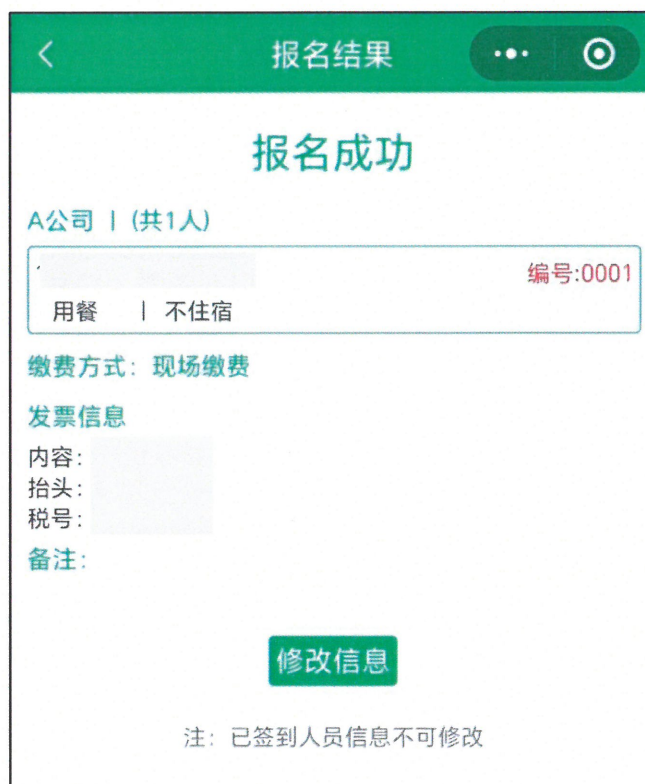 报名结果
报名成功
A公司 | (共1人)
编号:0001
用餐 | 不住宿
缴费方式：现场缴费
发票信息
内容：
抬头：
税号：
备注：
修改信息
注：已签到人员信息不可修改